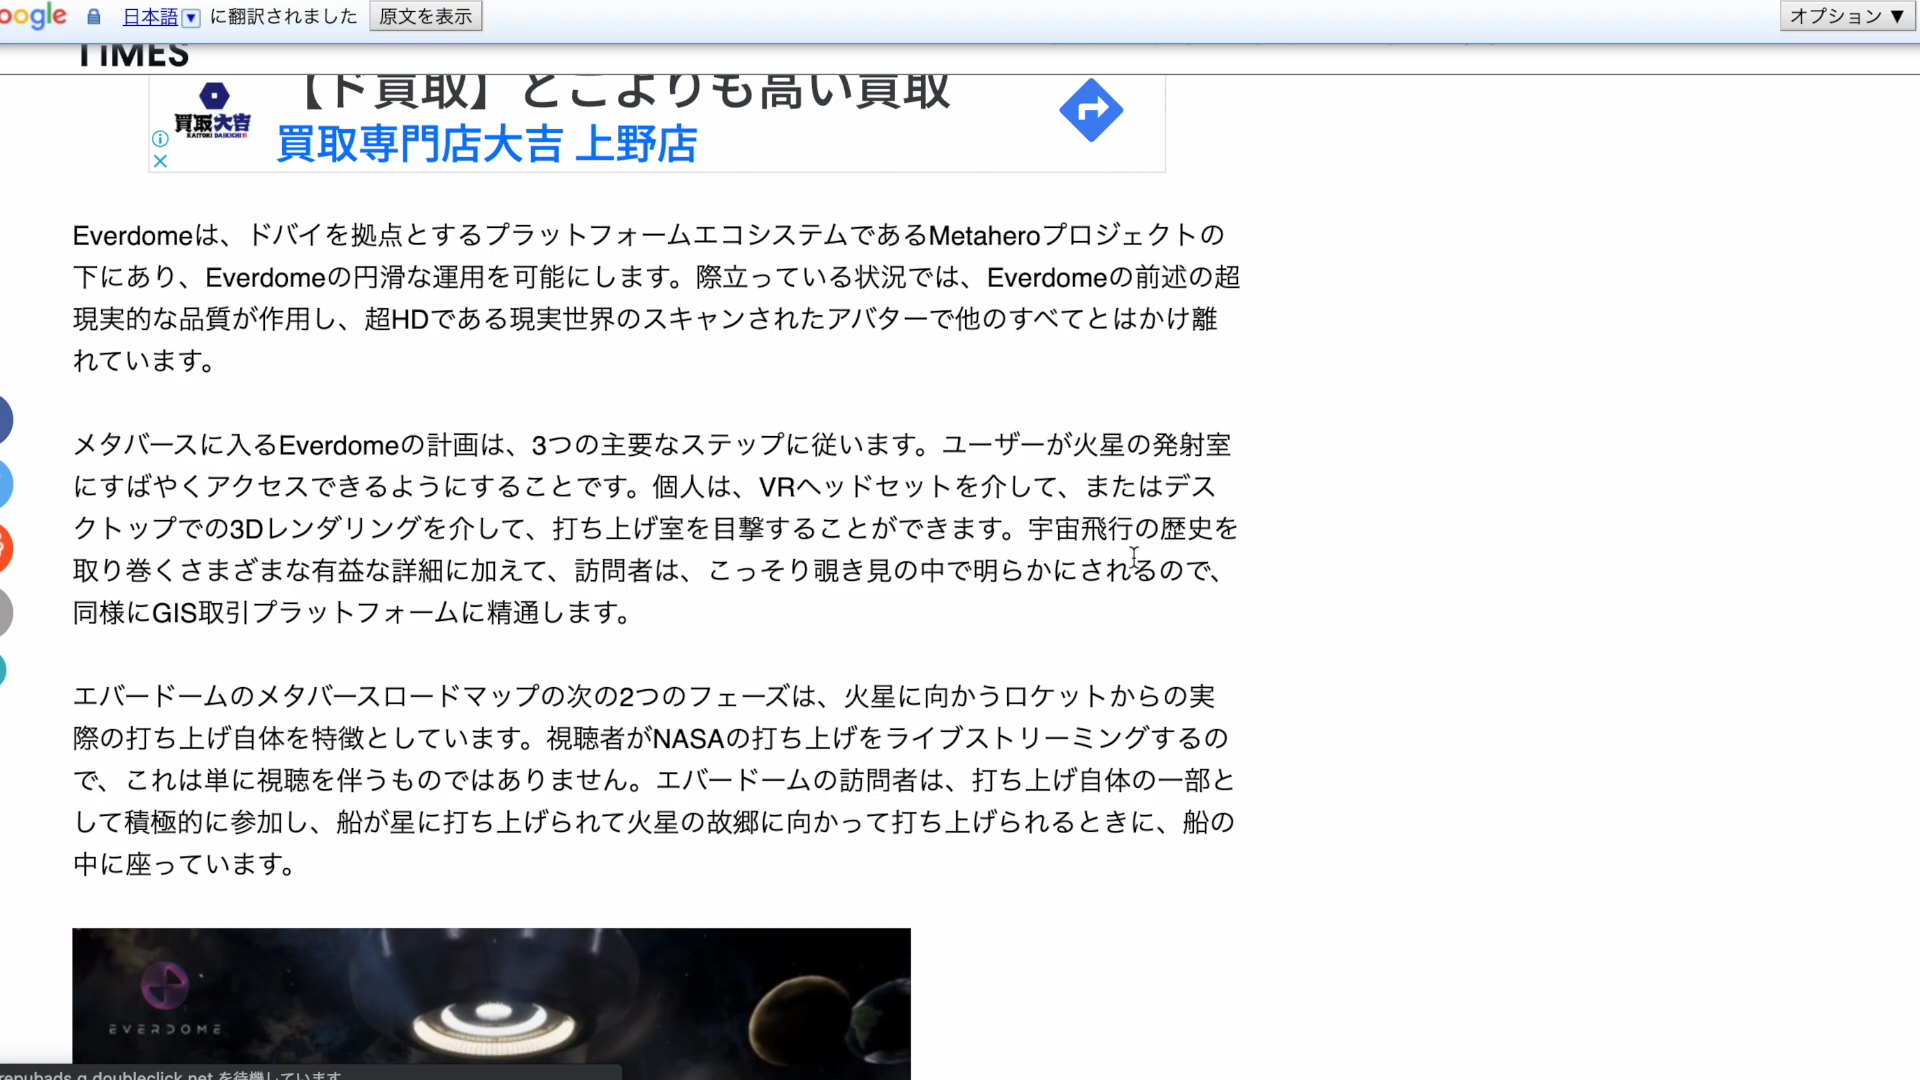 oogle 日本語 ▼ に翻訳されました 原文を表示 オプション ▼
TIMES
【ド買取】どこよりも高い買取
買取大吉
KAITORI DAIKICHI
買取専門店大吉 上野店
Everdomeは、ドバイを拠点とするプラットフォームエコシステムであるMetaheroプロジェクトの
下にあり、Everdomeの円滑な運用を可能にします。際立っている状況では、Everdomeの前述の超
現実的な品質が作用し、超HDである現実世界のスキャンされたアバターで他のすべてとはかけ離
れています。
メタバースに入るEverdomeの計画は、3つの主要なステップに従います。ユーザーが火星の発射室
にすばやくアクセスできるようにすることです。個人は、VRヘッドセットを介して、またはデス
クトップでの3Dレンダリングを介して、打ち上げ室を目撃することができます。宇宙飛行の歴史を
取り巻くさまざまな有益な詳細に加えて、訪問者は、こっそり覗き見の中で明らかにされるので、
同様にGIS取引プラットフォームに精通します。
エバードームのメタバースロードマップの次の2つのフェーズは、火星に向かうロケットからの実
際の打ち上げ自体を特徴としています。視聴者がNASAの打ち上げをライブストリーミングするの
で、これは単に視聴を伴うものではありません。エバードームの訪問者は、打ち上げ自体の一部と
して積極的に参加し、船が星に打ち上げられて火星の故郷に向かって打ち上げられるときに、船の
中に座っています。
EVERDOME
repubads.g.doubleclick.net を待機しています